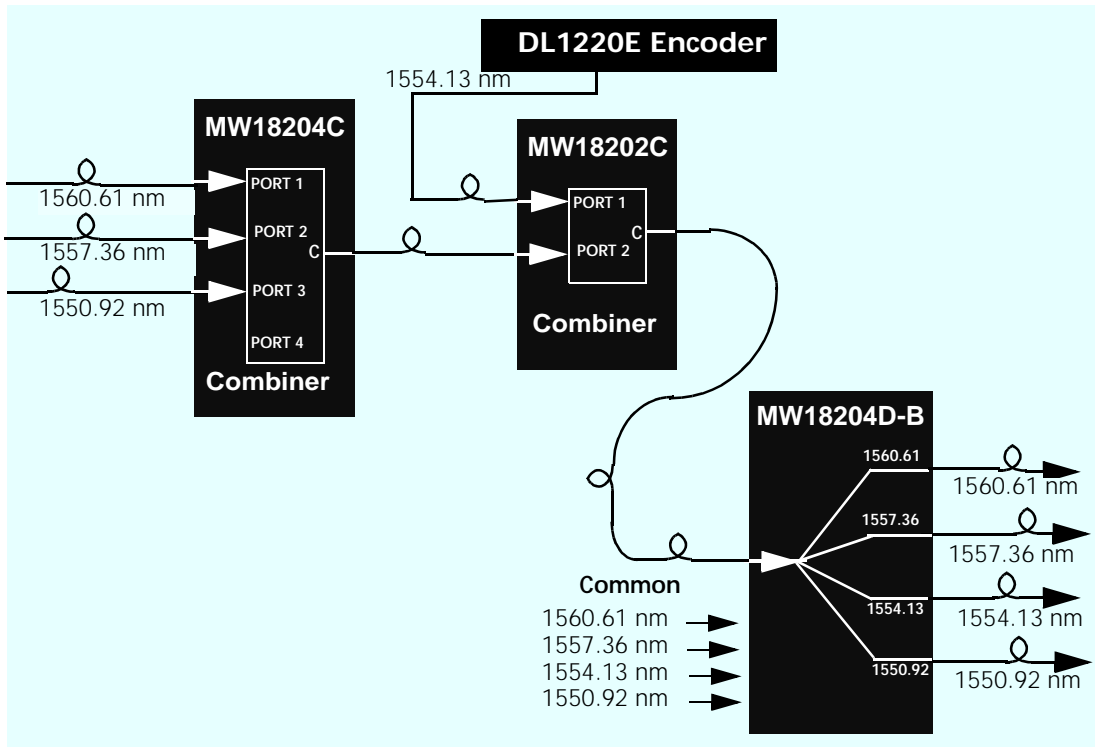 DL1220E Encoder
1554.13 nm
MW18204C
1560.61 nm
1557.36 nm
1550.92 nm
PORT 1
PORT 2
C
PORT 3
PORT 4
Combiner
MW18202C
PORT 1
C
PORT 2
Combiner
MW18204D-B
1560.61
1560.61 nm
1557.36
1557.36 nm
1554.13
1554.13 nm
1550.92
1550.92 nm
Common
1560.61 nm
1557.36 nm
1554.13 nm
1550.92 nm